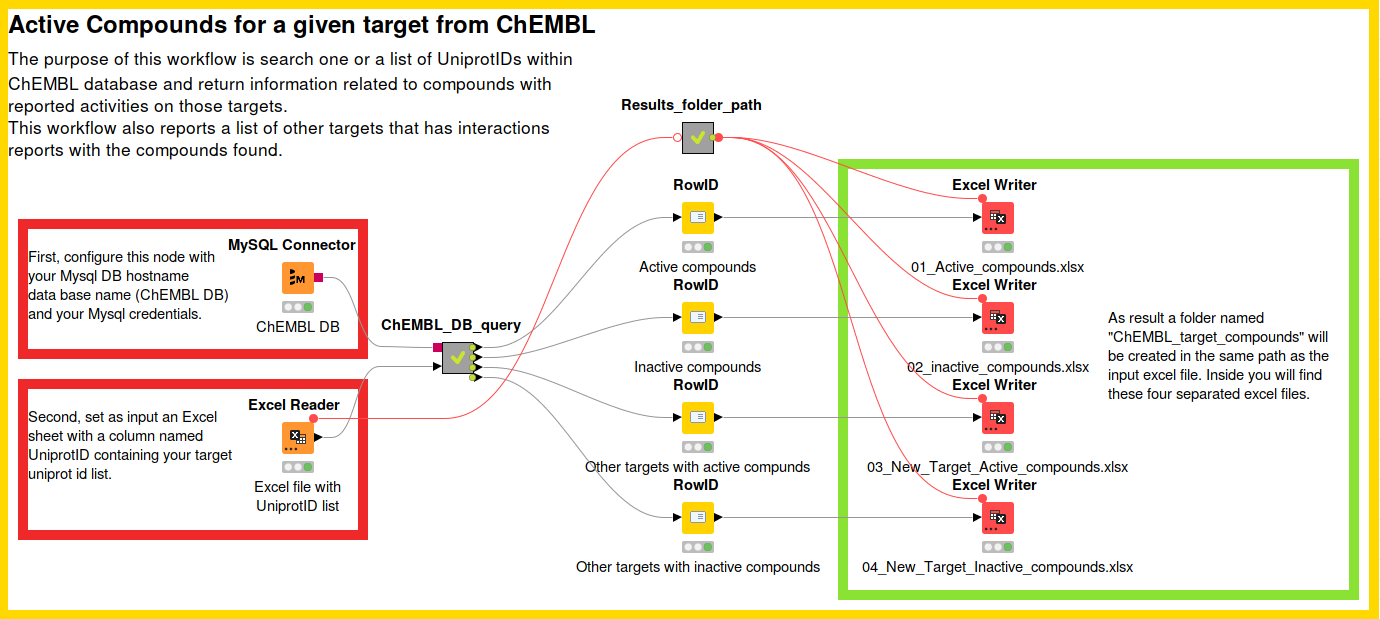 Active Compounds for a given target from ChEMBL
The purpose of this workflow is search one or a list of UniprotIDs within
ChEMBL database and return information related to compounds with
reported activities on those targets.
This workflow also reports a list of other targets that has interactions
reports with the compounds found.
First, configure this node with
your Mysql DB hostname
data base name (ChEMBL DB)
and your Mysql credentials.
MySQL Connector
ChEMBL DB
Second, set as input an Excel
sheet with a column named
UniprotID containing your target
uniprot id list.
Excel Reader
Excel file with
UniprotID list
ChEMBL_DB_query
Results_folder_path
RowID
Active compounds
RowID
Inactive compounds
RowID
Other targets with active compunds
RowID
Other targets with inactive compounds
Excel Writer
01_Active_compounds.xlsx
Excel Writer
02_inactive_compounds.xlsx
Excel Writer
03_New_Target_Active_compounds.xlsx
Excel Writer
04_New_Target_Inactive_compounds.xlsx
As result a folder named
"ChEMBL_target_compounds" will
be created in the same path as the
input excel file. Inside you will find
these four separated excel files.